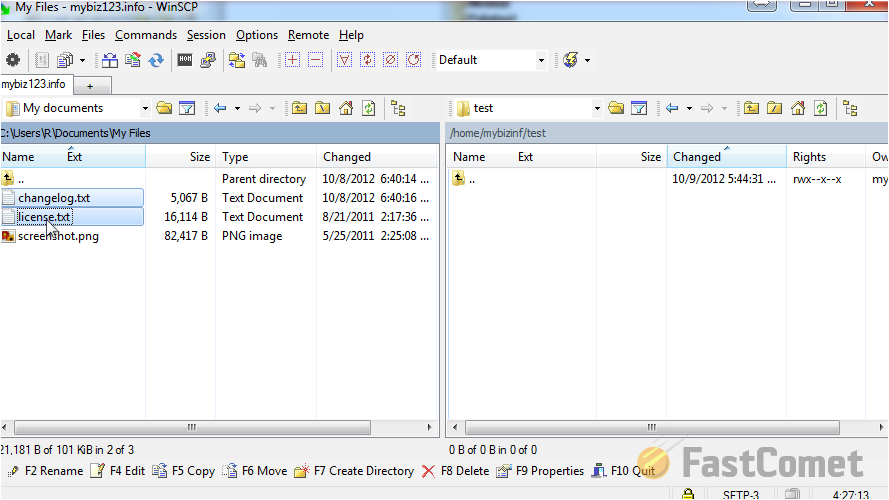 My Files - mybiz123.info - WinSCP
Local Mark Files Commands Session Options Remote Help
Default
mybiz123.info +
My documents
test
C:\Users\R\Documents\My Files
/home/mybizinf/test
Name Ext Size Type Changed
Name Ext Size Changed Rights Ow
.. Parent directory 10/8/2012 6:40:14 ...
.. 10/9/2012 5:44:31 ... rwx--x--x my
changelog.txt 5,067 B Text Document 10/8/2012 6:40:16 ...
license.txt 16,114 B Text Document 8/21/2011 2:17:36 ...
screenshot.png 82,417 B PNG image 5/25/2011 2:25:08 ...
21,181 B of 101 KiB in 2 of 3
0 B of 0 B in 0 of 0
F2 Rename F4 Edit F5 Copy F6 Move F7 Create Directory F8 Delete F9 Properties F10 Quit
FastComet
SFTP-3 4:27:13